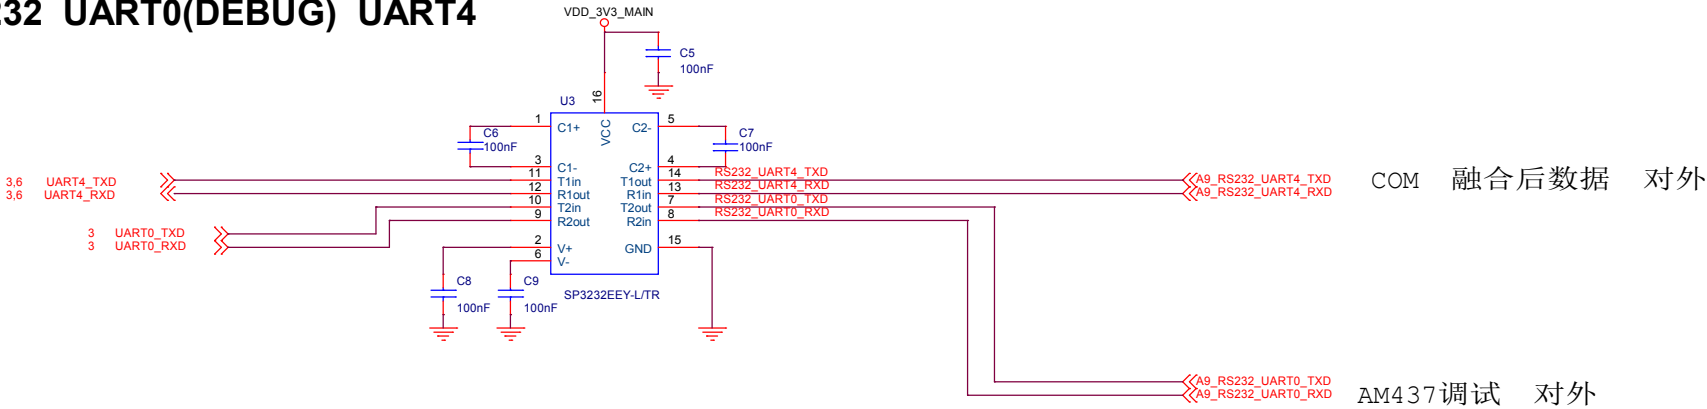 232 UART0(DEBUG) UART4
VDD_3V3_MAIN
C5
100nF
U3
16
VCC
1
C1+
C2-
5
C6
100nF
C7
100nF
3
C1-
C2+
4
3,6 UART4_TXD
11
T1in
T1out
14
RS232_UART4_TXD
A9_RS232_UART4_TXD
3,6 UART4_RXD
12
R1out
R1in
13
RS232_UART4_RXD
A9_RS232_UART4_RXD
COM 融合后数据 对外
10
T2in
T2out
7
RS232_UART0_TXD
9
R2out
R2in
8
RS232_UART0_RXD
3 UART0_TXD
3 UART0_RXD
2
V+
GND
15
6
V-
C8
100nF
C9
100nF
SP3232EEY-L/TR
A9_RS232_UART0_TXD
A9_RS232_UART0_RXD
AM437调试 对外